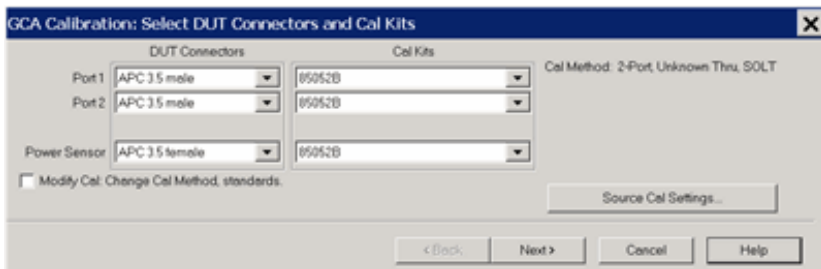 GCA Calibration: Select DUT Connectors and Cal Kits
DUT Connectors
Cal Kits
Cal Method: 2-Port, Unknown Thru, SOLT
Port 1 APC 3.5 male 85052B
Port 2 APC 3.5 male 85052B
Power Sensor APC 3.5 female 85052B
Modify Cal: Change Cal Method, standards.
Source Cal Settings...
< Back
Next >
Cancel
Help